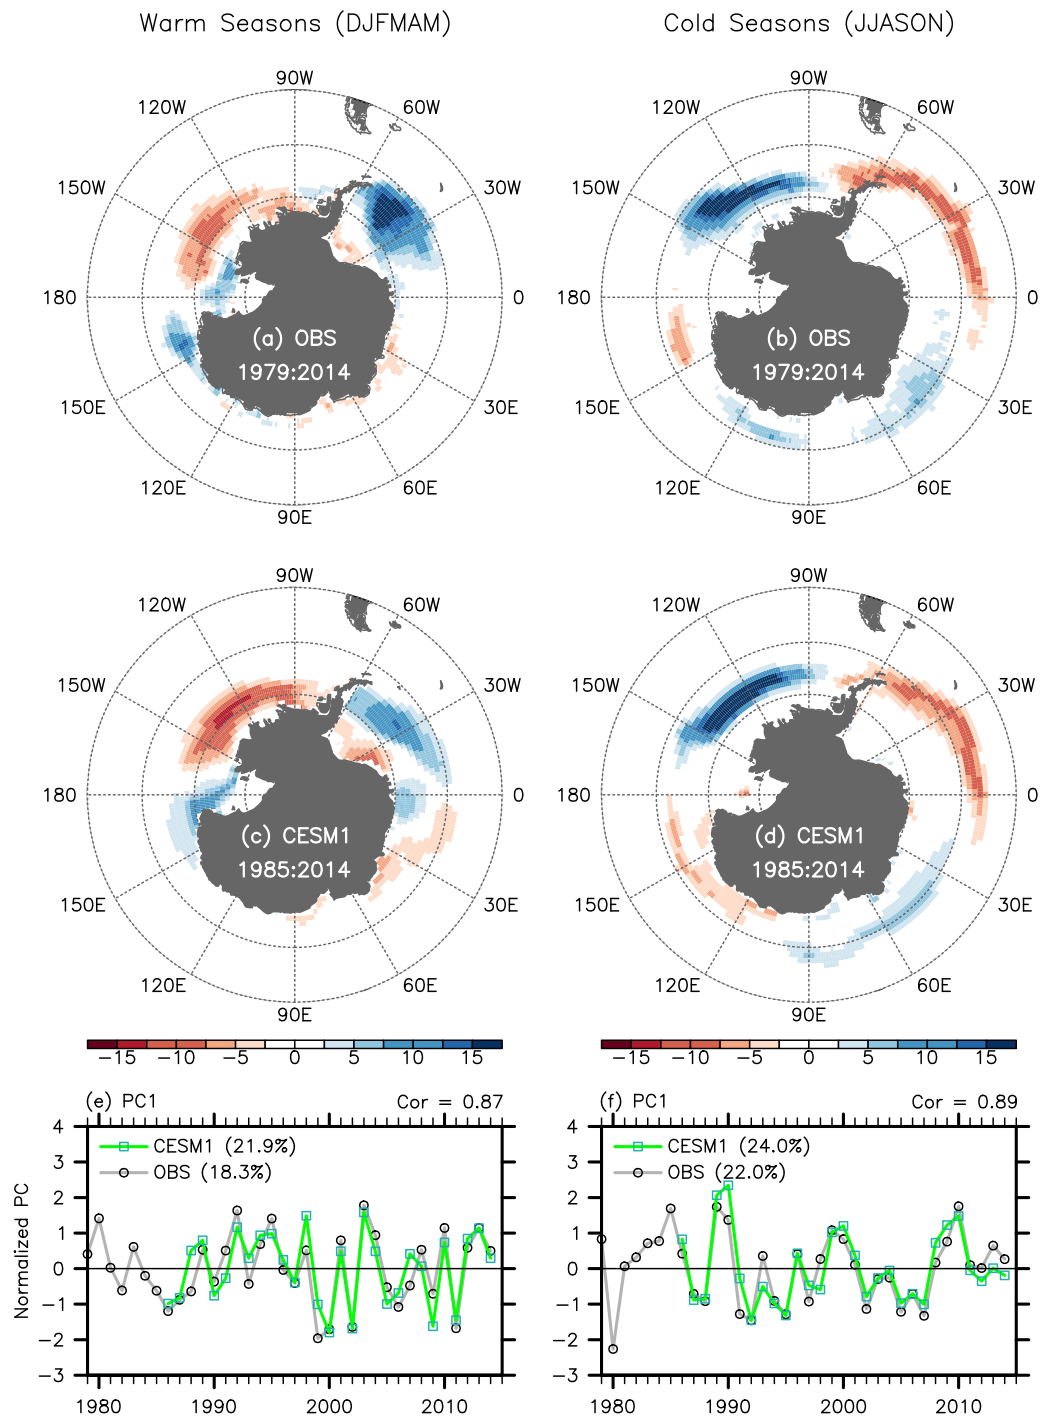 Warm Seasons (DJFMAM)
Cold Seasons (JJASON)
90W
120W
60W
150W
30W
180
0
150E
30E
120E
60E
90E
(a) OBS
1979:2014
90W
120W
60W
150W
30W
180
0
150E
30E
120E
60E
90E
(b) OBS
1979:2014
90W
120W
60W
150W
30W
180
0
150E
30E
120E
60E
90E
(c) CESM1
1985:2014
90W
120W
60W
150W
30W
180
0
150E
30E
120E
60E
90E
(d) CESM1
1985:2014
-15 -10 -5 0 5 10 15
-15 -10 -5 0 5 10 15
(e) PC1 Cor = 0.87
CESM1 (21.9%)
OBS (18.3%)
Normalized PC
4
3
2
1
0
-1
-2
-3
1980 1990 2000 2010
(f) PC1 Cor = 0.89
CESM1 (24.0%)
OBS (22.0%)
4
3
2
1
0
-1
-2
-3
1980 1990 2000 2010